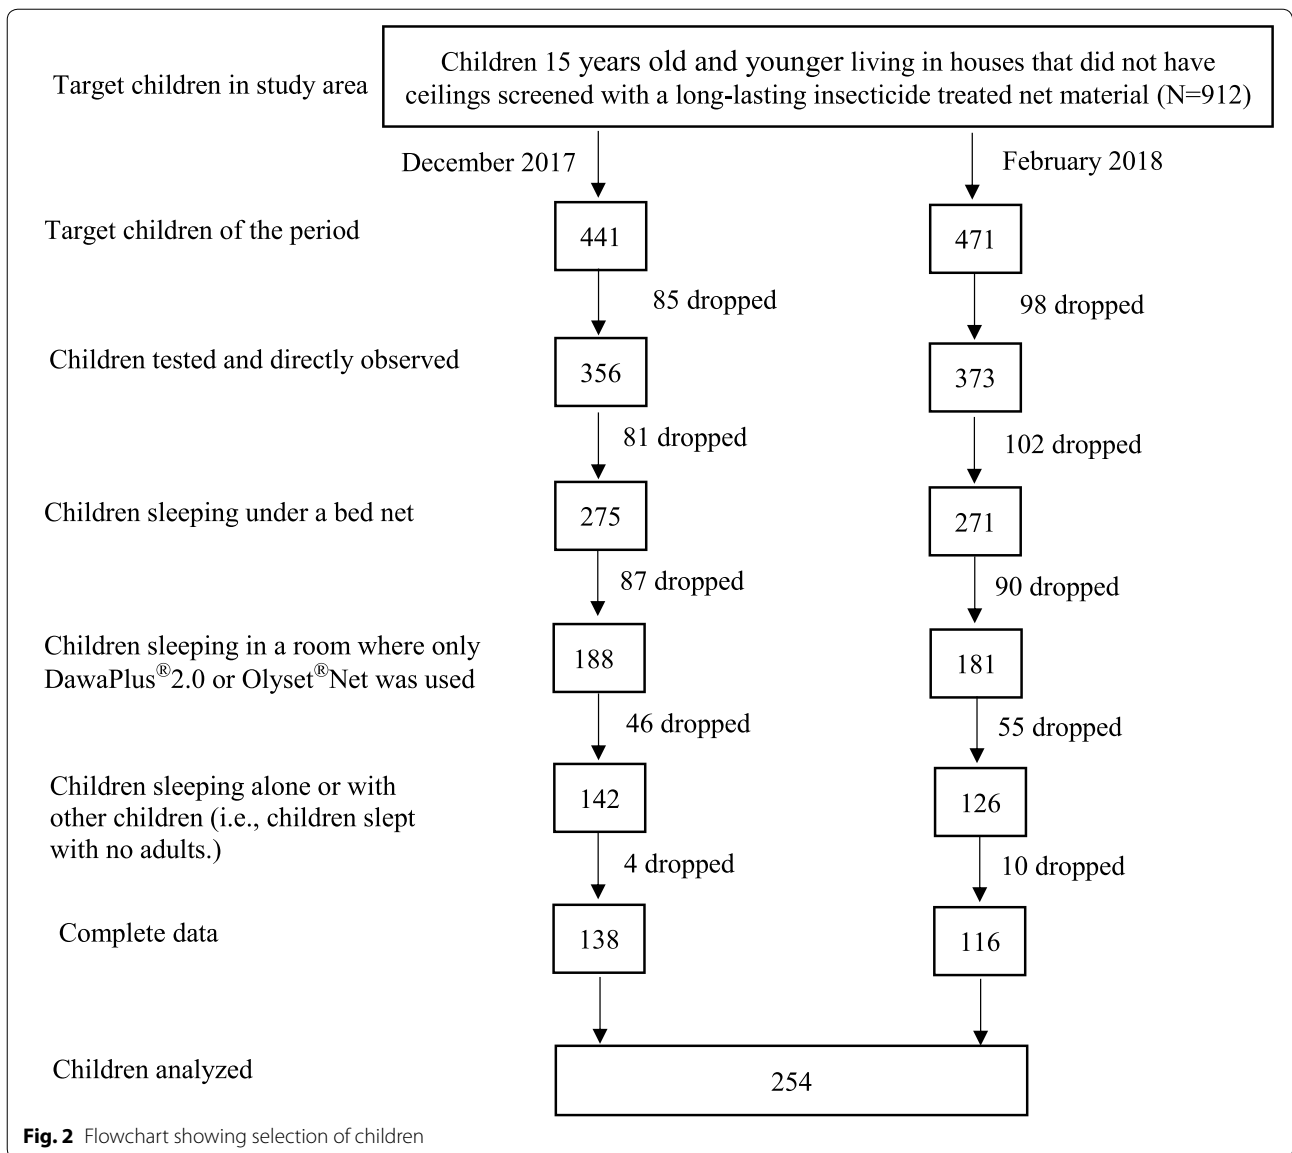 Target children in study area
Children 15 years old and younger living in houses that did not have
ceilings screened with a long-lasting insecticide treated net material (N=912)
December 2017
February 2018
Target children of the period
441
471
85 dropped
98 dropped
Children tested and directly observed
356
373
81 dropped
102 dropped
Children sleeping under a bed net
275
271
87 dropped
90 dropped
Children sleeping in a room where only
DawaPlus®2.0 or Olyset®Net was used
188
181
46 dropped
55 dropped
Children sleeping alone or with
other children (i.e., children slept
with no adults.)
142
126
4 dropped
10 dropped
Complete data
138
116
Children analyzed
254
Fig. 2 Flowchart showing selection of children